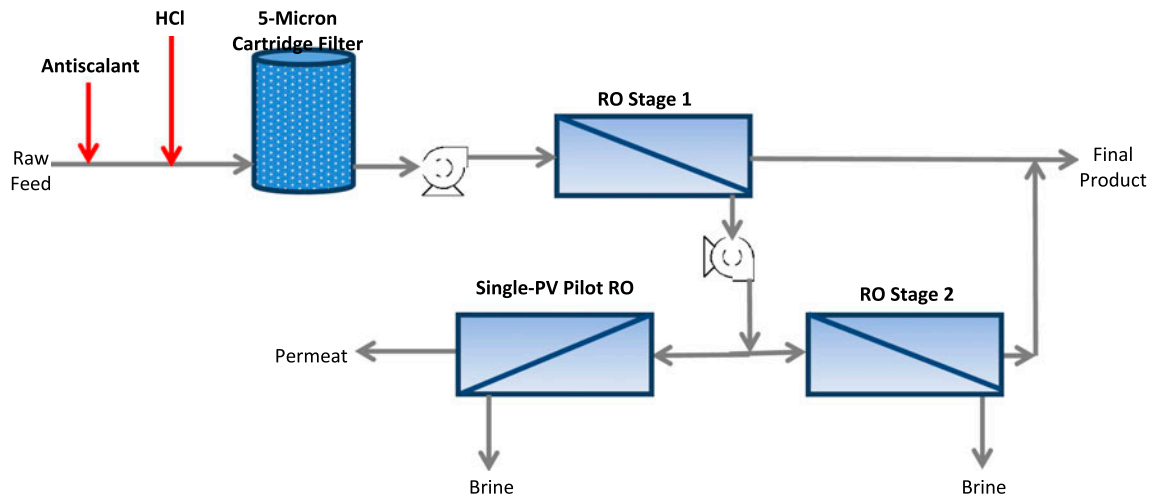 HCl
5-Micron
Cartridge Filter
Antiscalant
RO Stage 1
Raw
Feed
Final
Product
Single-PV Pilot RO
RO Stage 2
Permeat
Brine
Brine